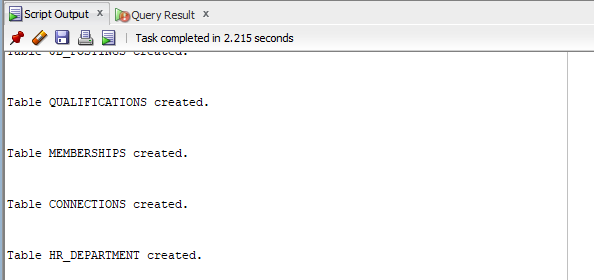 Script Output x Query Result x
Task completed in 2.215 seconds
created.
Table QUALIFICATIONS created.
Table MEMBERSHIPS created.
Table CONNECTIONS created.
Table HR_DEPARTMENT created.